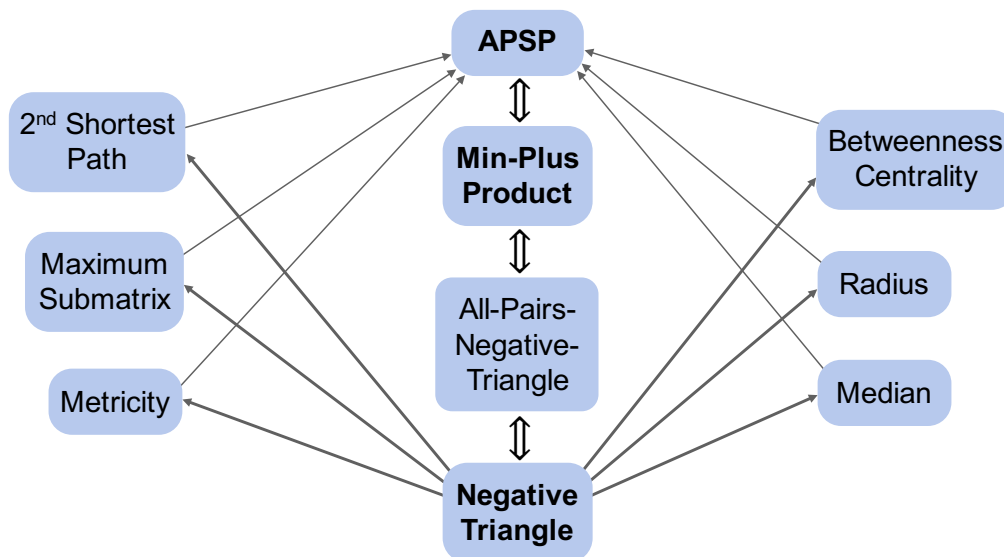 APSP
2nd Shortest
Path
Min-Plus
Product
Betweenness
Centrality
Maximum
Submatrix
All-Pairs-
Negative-
Triangle
Radius
Metricity
Median
Negative
Triangle